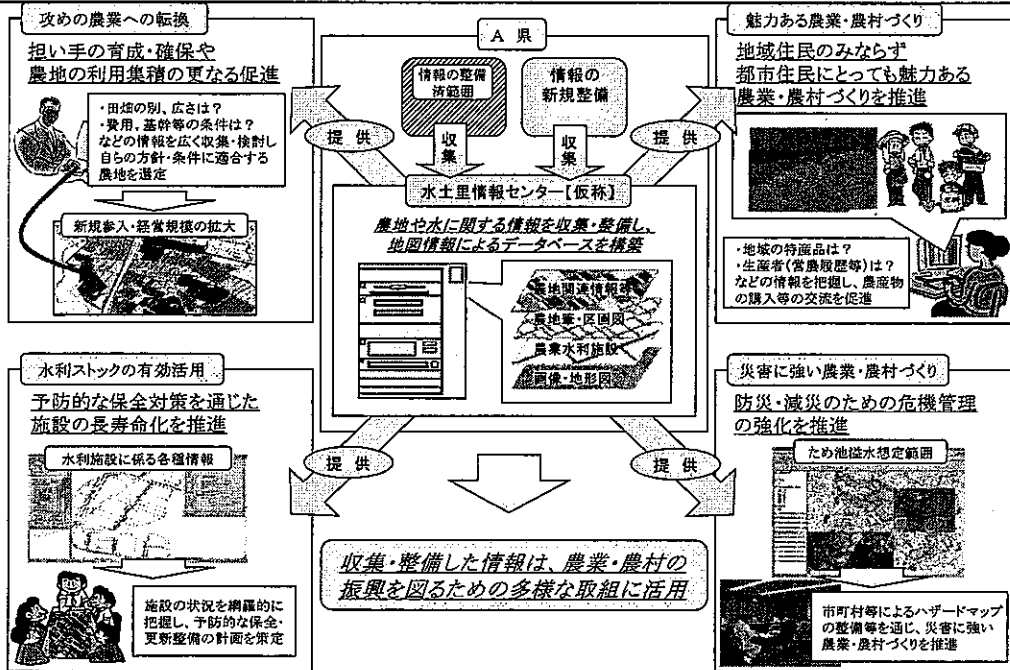 攻めの農業への転換
担い手の育成・確保や
農地の利用集積の更なる促進
・田畑の別、広さは?
・費用、基幹等の条件は?
などの情報を広く収集・検討し
自らの方針・条件に適合する
農地を選定
新規参入・経営規模の拡大
A 県
情報の整備
済範囲
情報の
新規整備
収集
収集
提 供
提 供
水土里情報センター【仮称】
農地や水に関する情報を収集・整備し、
地図情報によるデータベースを構築
農地関連情報等
農地筆・区画図
農業水利施設
画像・地形図
魅力ある農業・農村づくり
地域住民のみならず
都市住民にとっても魅力ある
農業・農村づくりを推進
・地域の特産品は?
・生産者(営農履歴等)は?
などの情報を把握し、農産物
の購入等の交流を促進
水利ストックの有効活用
予防的な保全対策を通じた
施設の長寿命化を推進
水利施設に係る各種情報
施設の状況を網羅的に
把握し、予防的な保全・
更新整備の計画を策定
提 供
提 供
収集・整備した情報は、農業・農村の
振興を図るための多様な取組に活用
災害に強い農業・農村づくり
防災・減災のための危機管理
の強化を推進
ため池溢水想定範囲
市町村等によるハザードマップ
の整備等を通じ、災害に強い
農業・農村づくりを推進